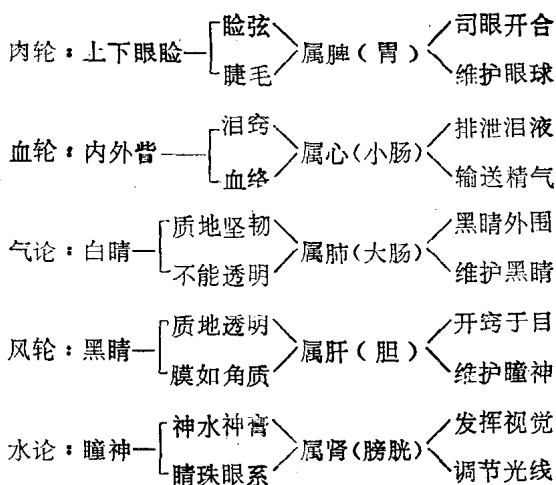 睑弦 司眼开合
肉轮：上下眼睑 属脾（胃）
睫毛 维护眼球
泪窍 排泄泪液
血轮：内外眥 属心（小肠）
血络 输送精气
质地坚韧 黑睛外围
气论：白睛 属肺（大肠）
不能透明 维护黑睛
质地透明 开窍于目
风轮：黑睛 属肝（胆）
膜如角质 维护瞳神
神水神膏 发挥视觉
水论：瞳神 属肾（膀胱）
睛珠眼系 调节光线